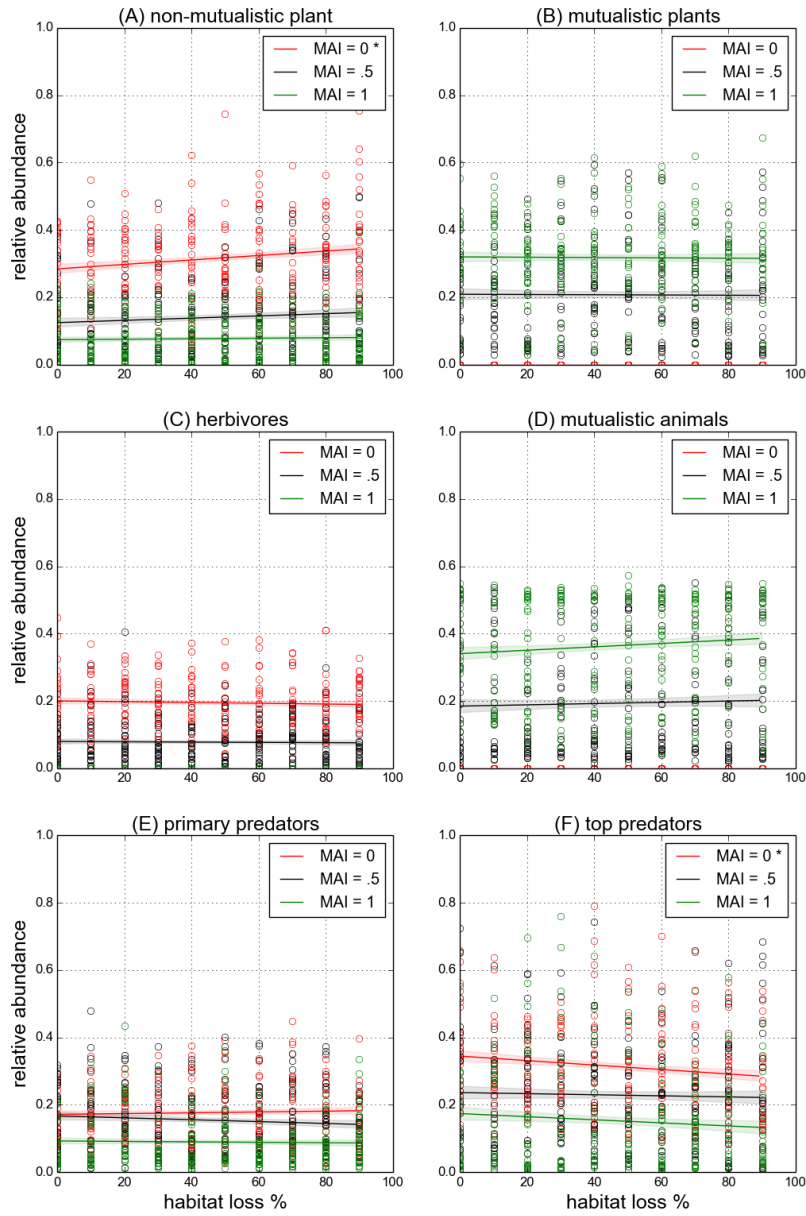 (A) non-mutualistic plant
(B) mutualistic plants
MAI = 0 *
MAI = .5
MAI = 1
MAI = 0
MAI = .5
MAI = 1
relative abundance
1.0
0.8
0.6
0.4
0.2
0.0
0 20 40 60 80 100
1.0
0.8
0.6
0.4
0.2
0.0
0 20 40 60 80 100
(C) herbivores
(D) mutualistic animals
MAI = 0
MAI = .5
MAI = 1
MAI = 0
MAI = .5
MAI = 1
relative abundance
1.0
0.8
0.6
0.4
0.2
0.0
0 20 40 60 80 100
1.0
0.8
0.6
0.4
0.2
0.0
0 20 40 60 80 100
(E) primary predators
(F) top predators
MAI = 0
MAI = .5
MAI = 1
MAI = 0 *
MAI = .5
MAI = 1
relative abundance
1.0
0.8
0.6
0.4
0.2
0.0
0 20 40 60 80 100
1.0
0.8
0.6
0.4
0.2
0.0
0 20 40 60 80 100
habitat loss %
habitat loss %